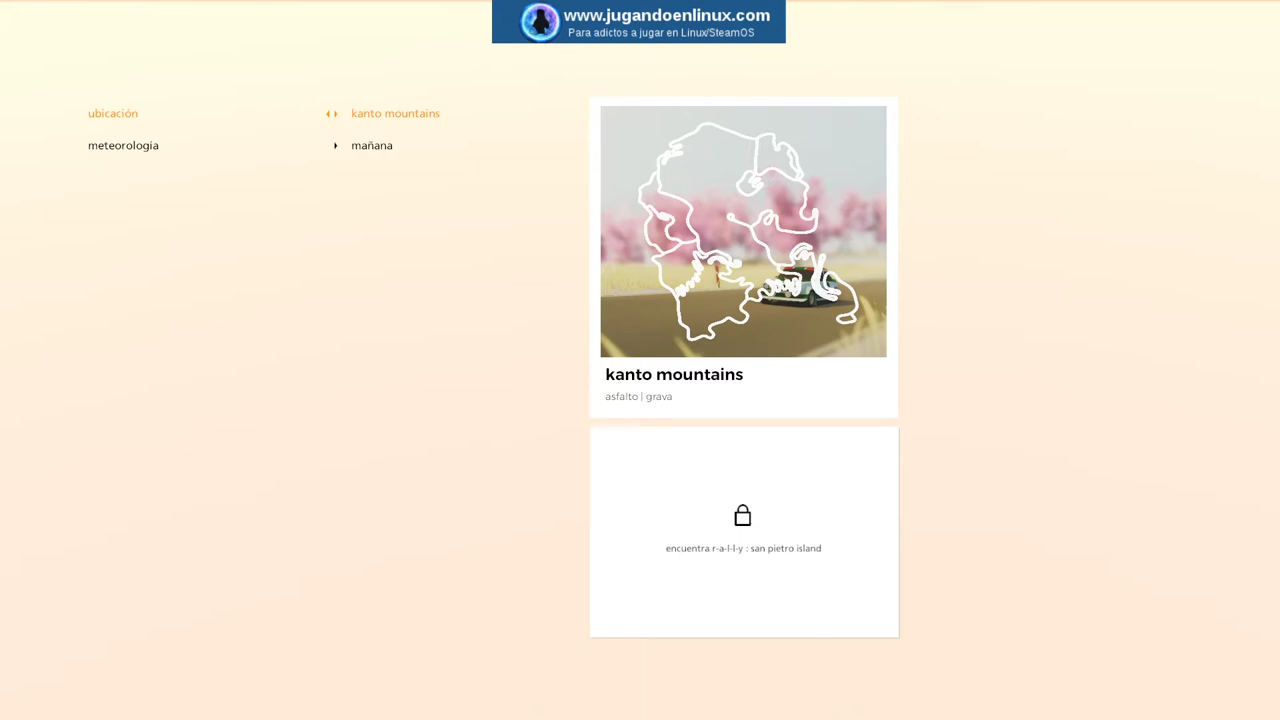 www.jugandoenlinux.com
Para adictos a jugar en Linux/SteamOS
ubicación
kanto mountains
meteorología
mañana
kanto mountains
asfalto | grava
encuentra r-a-l-l-y : san pietro island